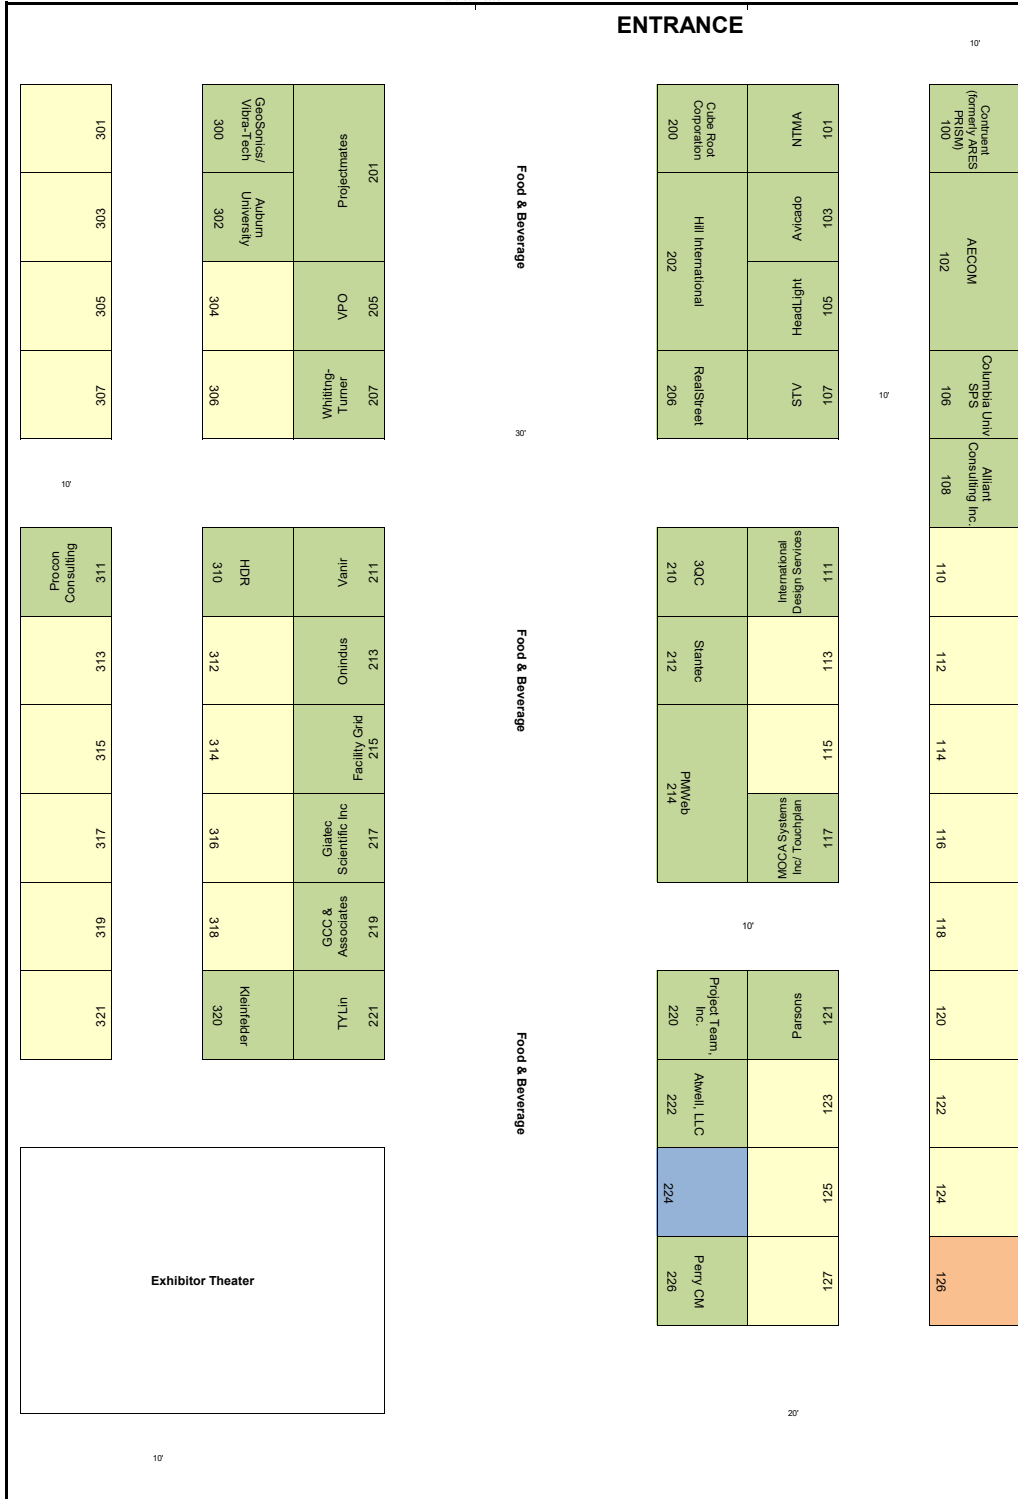 ENTRANCE
10'
301
303
305
307
GeoSonics/
Vibra-Tech
300
Auburn
University
302
304
306
Projectmates
201
VPO
205
Whititng-
Turner
207
Food & Beverage
30'
Cube Root
Corporation
200
Hill International
202
RealStreet
206
NTMA
101
Avicado
103
HeadLight
105
STV
107
10'
Contruent
(formerly ARES
PRISM)
100
AECOM
102
Columbia Univ
SPS
106
Alliant
Consulting Inc.
108
10'
Procon
Consulting
311
313
315
317
319
321
HDR
310
312
314
316
318
Kleinfelder
320
Vanir
211
Onindus
213
Facility Grid
215
Giatec
Scientific Inc
217
GCC &
Associates
219
TYLin
221
Food & Beverage
3QC
210
Stantec
212
PMWeb
214
Design Services
International
111
113
115
MOCA Systems
Inc/ Touchplan
117
110
112
114
116
118
120
122
124
126
10'
Food & Beverage
Project Team,
Inc.
220
Atwell, LLC
222
224
Perry CM
226
Parsons
121
123
125
127
Exhibitor Theater
20'
10'